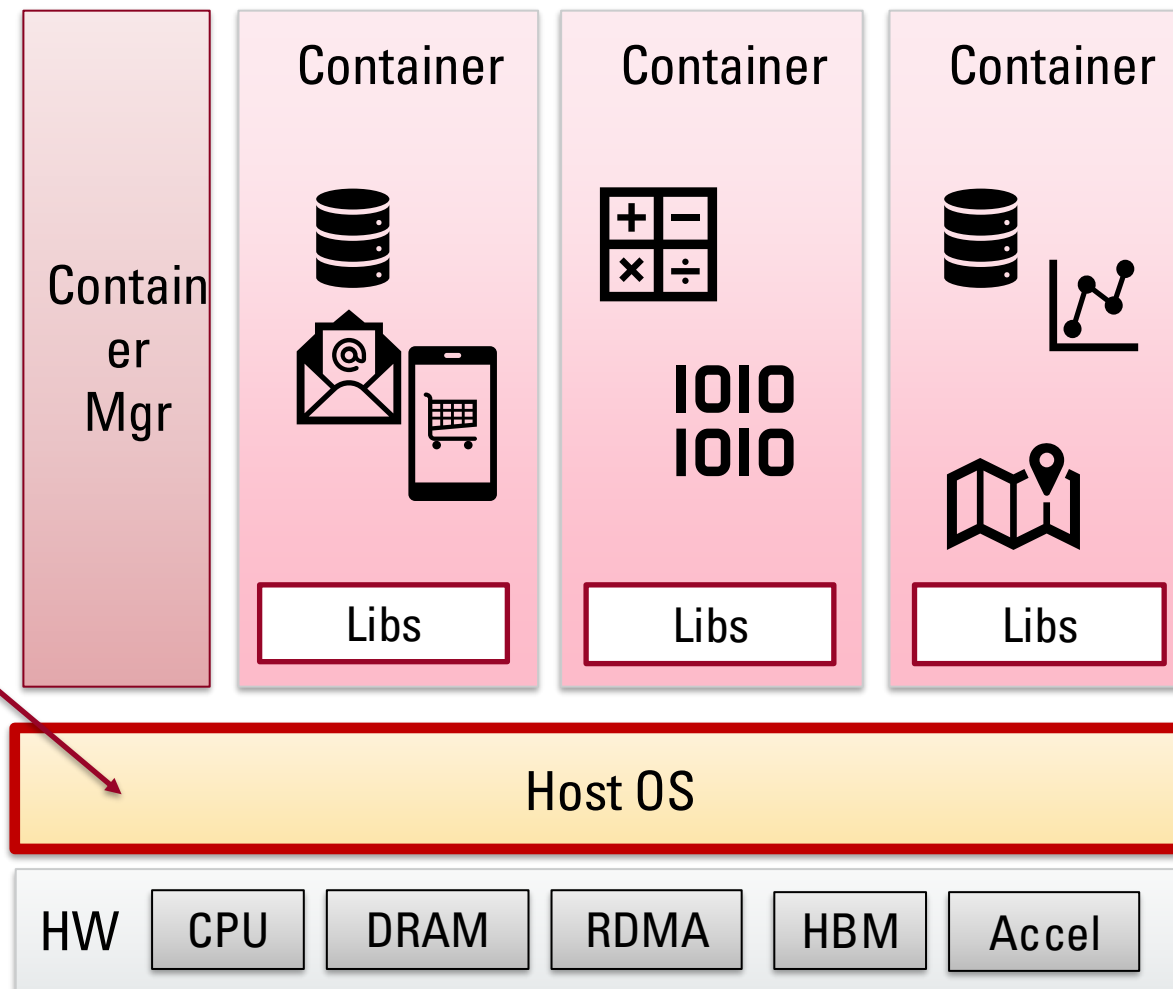 Container
Container
Container
Contain
er
Mgr
@
1010
1010
Libs
Libs
Libs
Host OS
HW
CPU
DRAM
RDMA
HBM
Accel